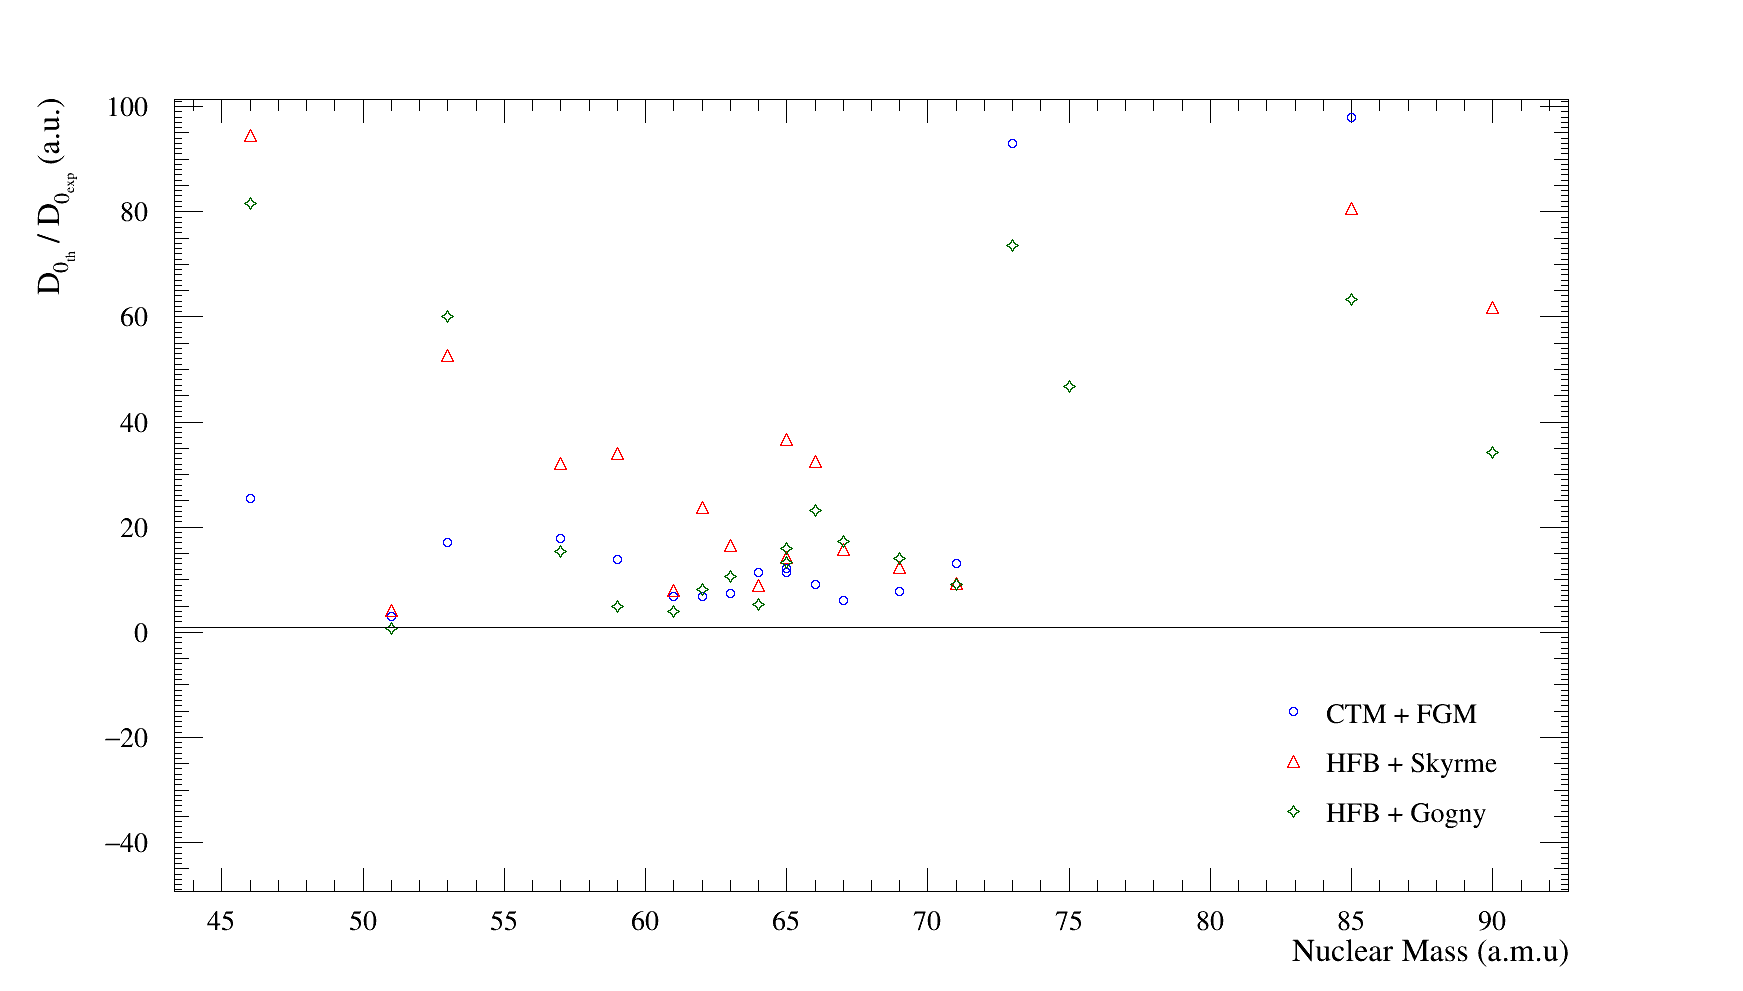 D0th / D0exp (a.u.)
100
80
60
40
20
0
−20
−40
CTM + FGM
HFB + Skyrme
HFB + Gogny
45 50 55 60 65 70 75 80 85 90
Nuclear Mass (a.m.u)